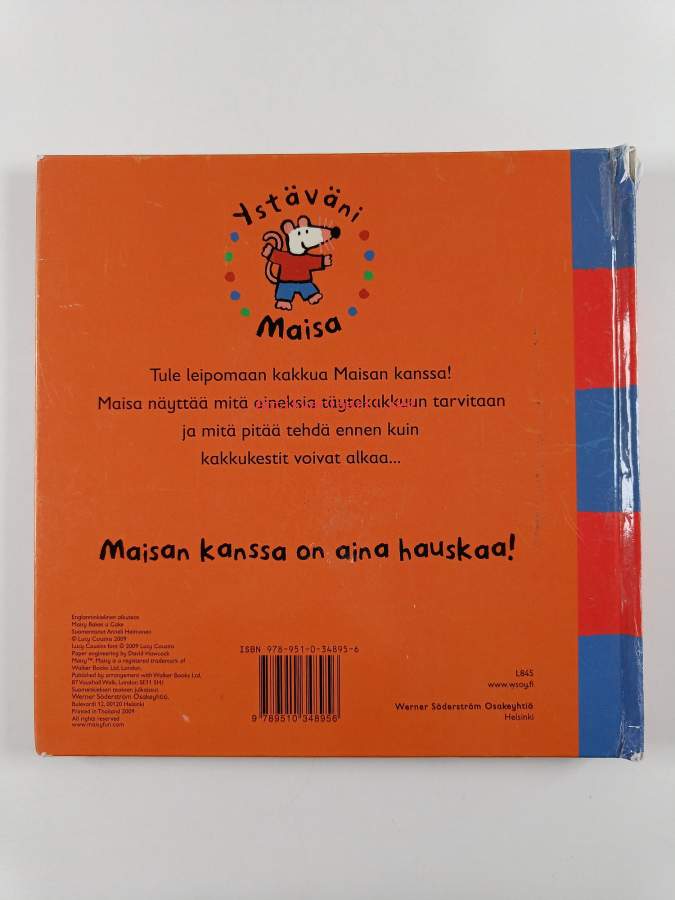 Ystäväni
Maisa
Tule leipomaan kakkua Maisan kanssa!
Maisa näyttää mitä aineksia täytekakkuun tarvitaan
ja mitä pitää tehdä ennen kuin
kakkukestit voivat alkaa...
Maisan kanssa on aina hauskaa!
Englanninkielinen alkuteos
Maisy Bakes a Cake
Suomentanut Anneli Heinonen
© Lucy Cousins 2009
Lucy Cousins font © 2009 Lucy Cousins
Paper engineering by David Hawcock
Maisy™. Maisy is a registered trademark of
Walker Books Ltd, London.
Published by arrangement with Walker Books Ltd,
87 Vauxhall Walk, London SE11 5HJ
Suomenkielisen teoksen julkaissut
Werner Söderström Osakeyhtiö,
Bulevardi 12, 00120 Helsinki
Printed in Thailand 2009
All rights reserved
www.maisyfun.com
ISBN 978-951-0-34895-6
9 789510 348956
L84.5
www.wsoy.fi
Werner Söderström Osakeyhtiö
Helsinki